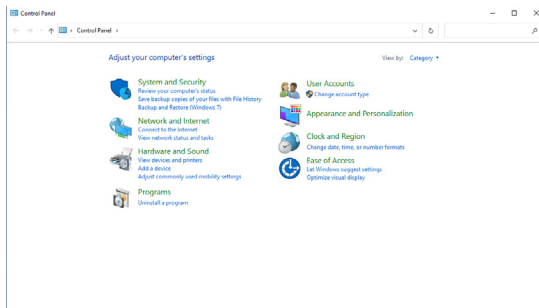 Control Panel
Control Panel
Adjust your computer's settings
View by: Category
System and Security
Review your computer's status
Save backup copies of your files with File History
Backup and Restore (Windows 7)
Network and Internet
Connect to the Internet
View network status and tasks
Hardware and Sound
View devices and printers
Add a device
Adjust commonly used mobility settings
Programs
Uninstall a program
User Accounts
Change account type
Appearance and Personalization
Clock and Region
Change date, time, or number formats
Ease of Access
Let Windows suggest settings
Optimize visual display